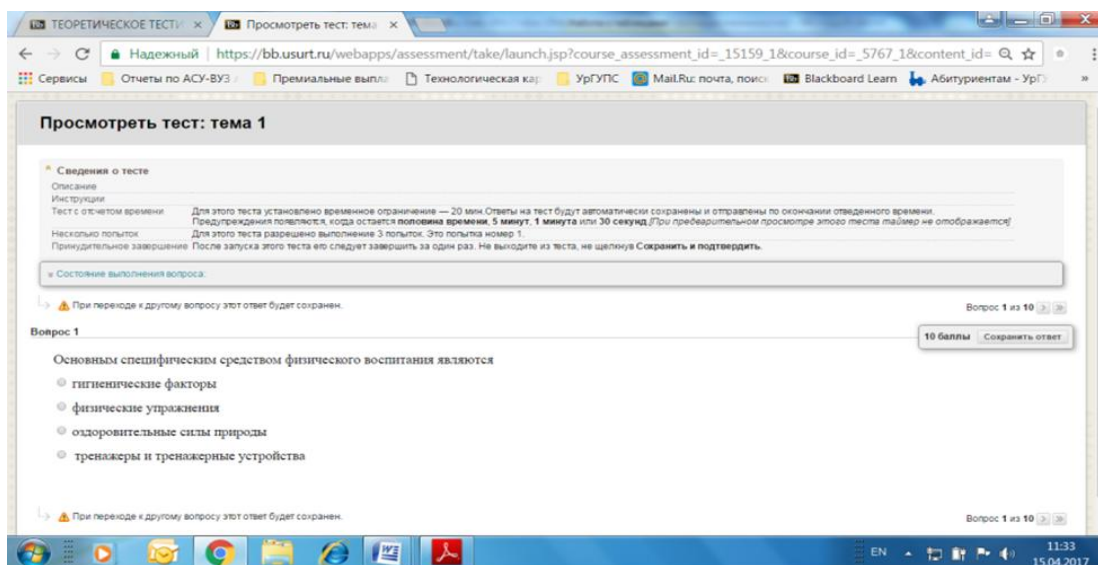 ТЕОРЕТИЧЕСКОЕ ТЕСТИ
Просмотреть тест: тема
Надежный
https://bb.usurt.ru/webapps/assessment/take/launch.jsp?course_assessment_id=_15159_1&course_id=_5767_1&content_id=
Сервисы
Отчеты по АСУ-ВУЗ
Премиальные выпла
Технологическая кар
УрГУПС
Mail.Ru: почта, поиск
Blackboard Learn
Абитуриентам - УрГ
Просмотреть тест: тема 1
Сведения о тесте
Описание
Инструкции
Тест с отсчетом времени
Для этого теста установлено временное ограничение — 20 мин.Ответы на тест будут автоматически сохранены и отправлены по окончании отведенного времени.
Предупреждения появляются, когда остается половина времени, 5 минут, 1 минута или 30 секунд.[При предварительном просмотре этого теста таймер не отображается]
Несколько попыток
Для этого теста разрешено выполнение 3 попыток. Это попытка номер 1.
Принудительное завершение
После запуска этого теста его следует завершить за один раз. Не выходите из теста, не щелкнув Сохранить и подтвердить.
Состояние выполнения вопроса:
При переходе к другому вопросу этот ответ будет сохранен.
Вопрос 1 из 10
Вопрос 1
10 баллы
Сохранить ответ
Основным специфическим средством физического воспитания являются
гигиенические факторы
физические упражнения
оздоровительные силы природы
тренажеры и тренажерные устройства
При переходе к другому вопросу этот ответ будет сохранен.
Вопрос 1 из 10
EN
11:33
15.04.2017